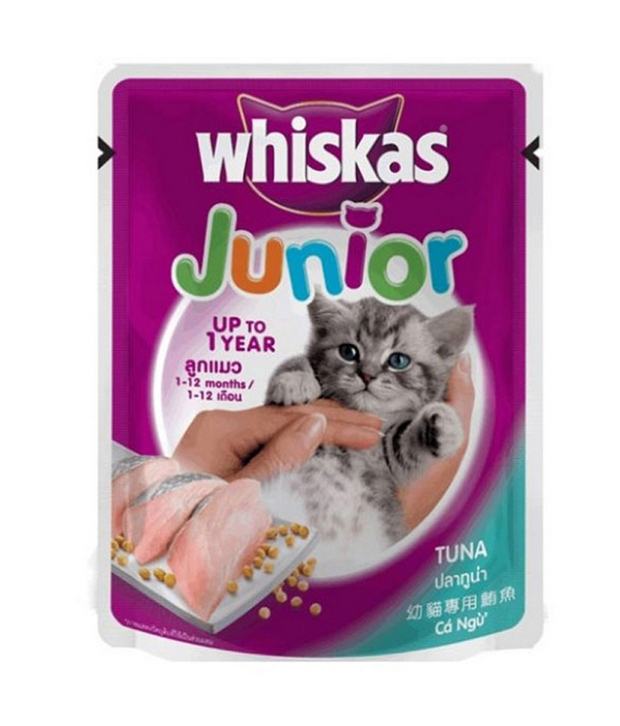 whiskas
Junior
UP TO
1 YEAR
ลูกแมว
1-12 months/
1-12 เดือน
TUNA
ปลาทูน่า
幼貓專用鮪魚
Cá Ngừ